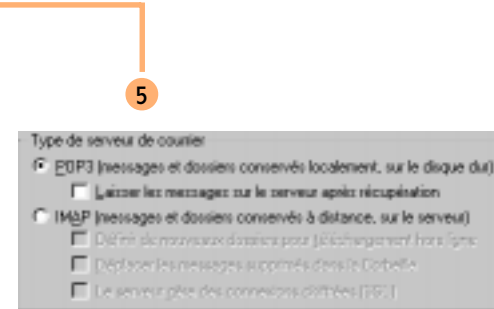 5
Type de serveur de courrier
POP3 (messages et dossiers conservés localement, sur le disque dur)
Laisser les messages sur le serveur après récupération
IMAP (messages et dossiers conservés à distance, sur le serveur)
Définir de nouveaux dossiers pour téléchargement hors ligne
Déplacer les messages supprimés dans la Corbeille
Le serveur gère des connexions chiffrées (SSL)